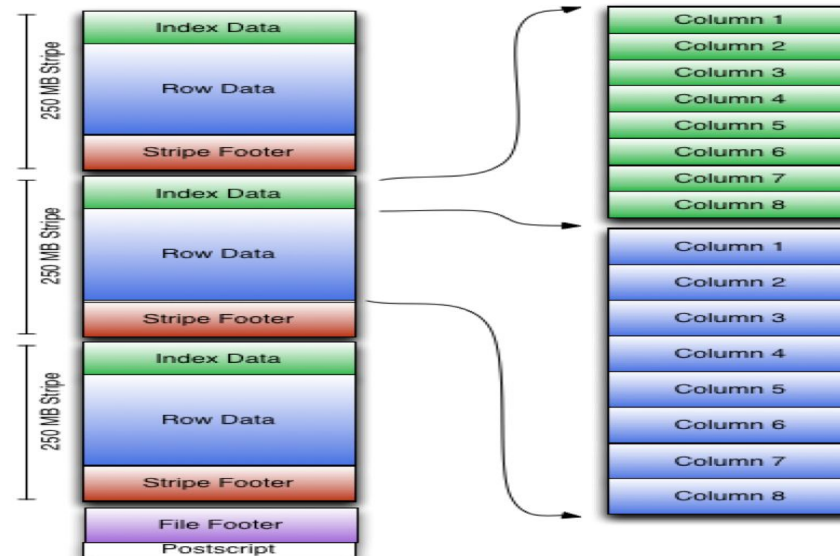 250 MB Stripe
Index Data
Row Data
Stripe Footer
250 MB Stripe
Index Data
Row Data
Stripe Footer
250 MB Stripe
Index Data
Row Data
Stripe Footer
File Footer
Postscript
Column 1
Column 2
Column 3
Column 4
Column 5
Column 6
Column 7
Column 8
Column 1
Column 2
Column 3
Column 4
Column 5
Column 6
Column 7
Column 8